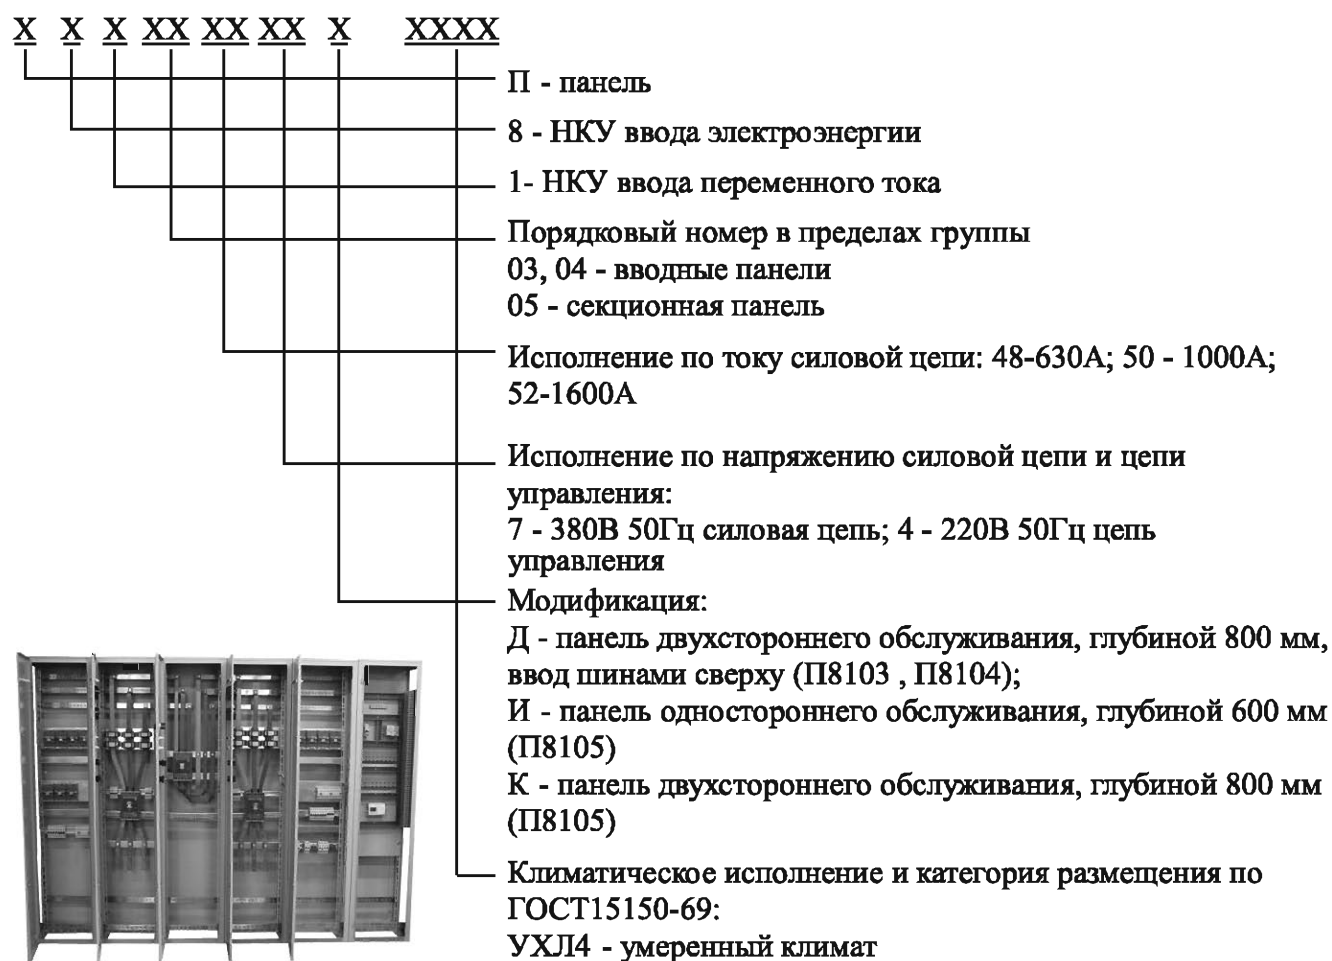 X X X XX XX XX X XXXX
П - панель
8 - НКУ ввода электроэнергии
1- НКУ ввода переменного тока
Порядковый номер в пределах группы
03, 04 - вводные панели
05 - секционная панель
Исполнение по току силовой цепи: 48-630А; 50 - 1000А;
52-1600А
Исполнение по напряжению силовой цепи и цепи
управления:
7 - 380В 50Гц силовая цепь; 4 - 220В 50Гц цепь
управления
Модификация:
Д - панель двухстороннего обслуживания, глубиной 800 мм,
ввод шинами сверху (П8103 , П8104);
И - панель одностороннего обслуживания, глубиной 600 мм
(П8105)
К - панель двухстороннего обслуживания, глубиной 800 мм
(П8105)
Климатическое исполнение и категория размещения по
ГОСТ15150-69:
УХЛ4 - умеренный климат